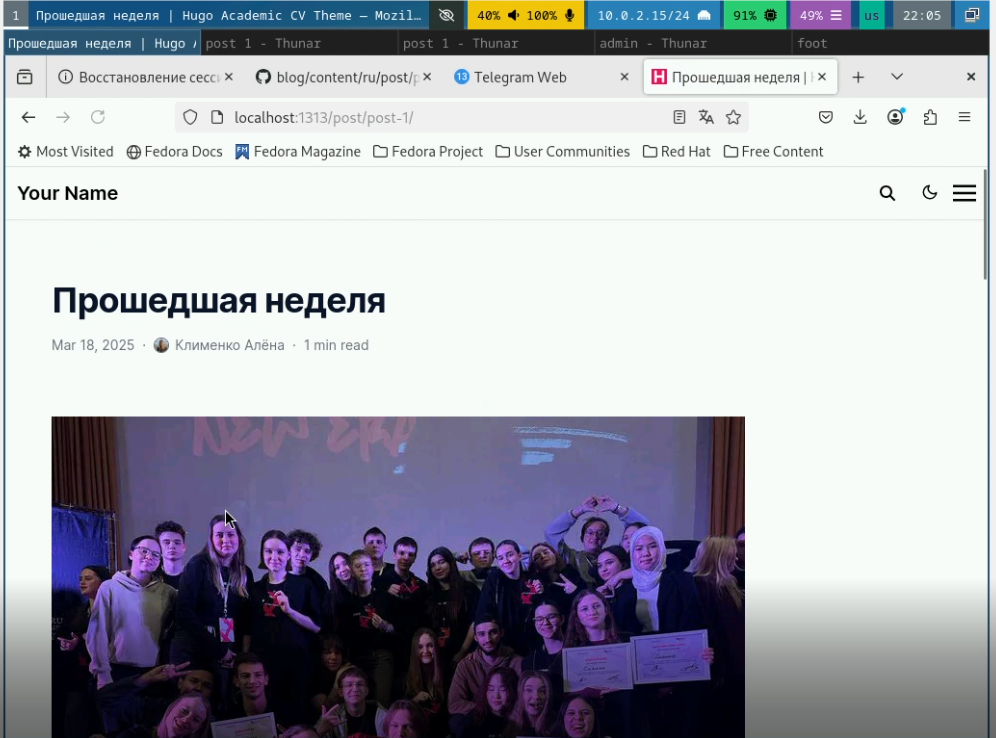 1 Прошедшая неделя | Hugo Academic CV Theme — Mozil… 40% 100% 10.0.2.15/24 91% 49% us 22:05
Прошедшая неделя | Hugo post 1 - Thunar post 1 - Thunar admin - Thunar foot
Восстановление сесс blog/content/ru/post/p 13 Telegram Web Прошедшая неделя |
localhost:1313/post/post-1/
Most Visited Fedora Docs FM Fedora Magazine Fedora Project User Communities Red Hat Free Content
Your Name
Прошедшая неделя
Mar 18, 2025 · Клименко Алёна · 1 min read
NEW ERA